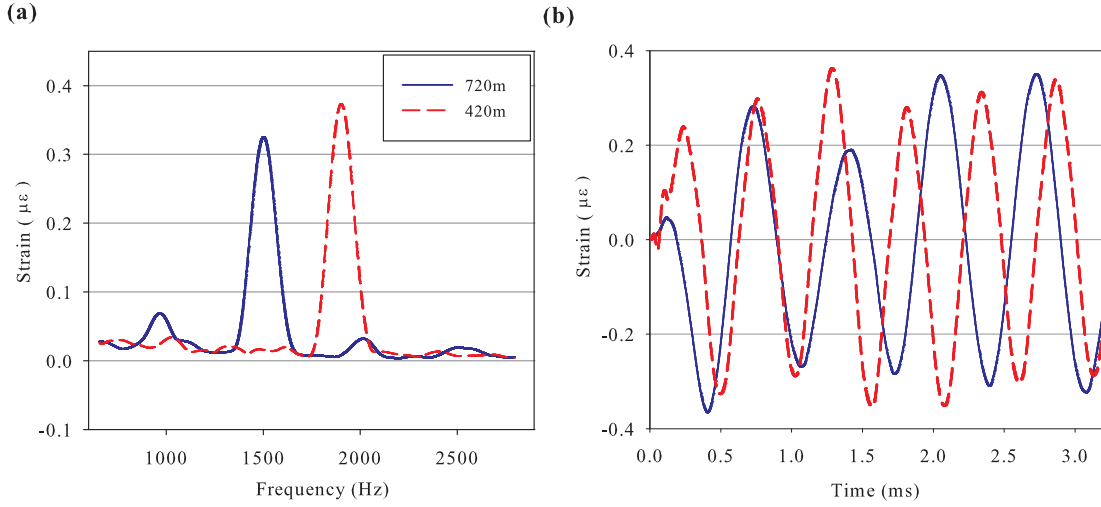 (a)
0.4
0.3
0.2
0.1
0.0
-0.1
Strain ( με )
1000
1500
2000
2500
Frequency (Hz)
720m
420m
(b)
0.4
0.2
0.0
-0.2
-0.4
Strain ( με )
0.0
0.5
1.0
1.5
2.0
2.5
3.0
Time (ms)